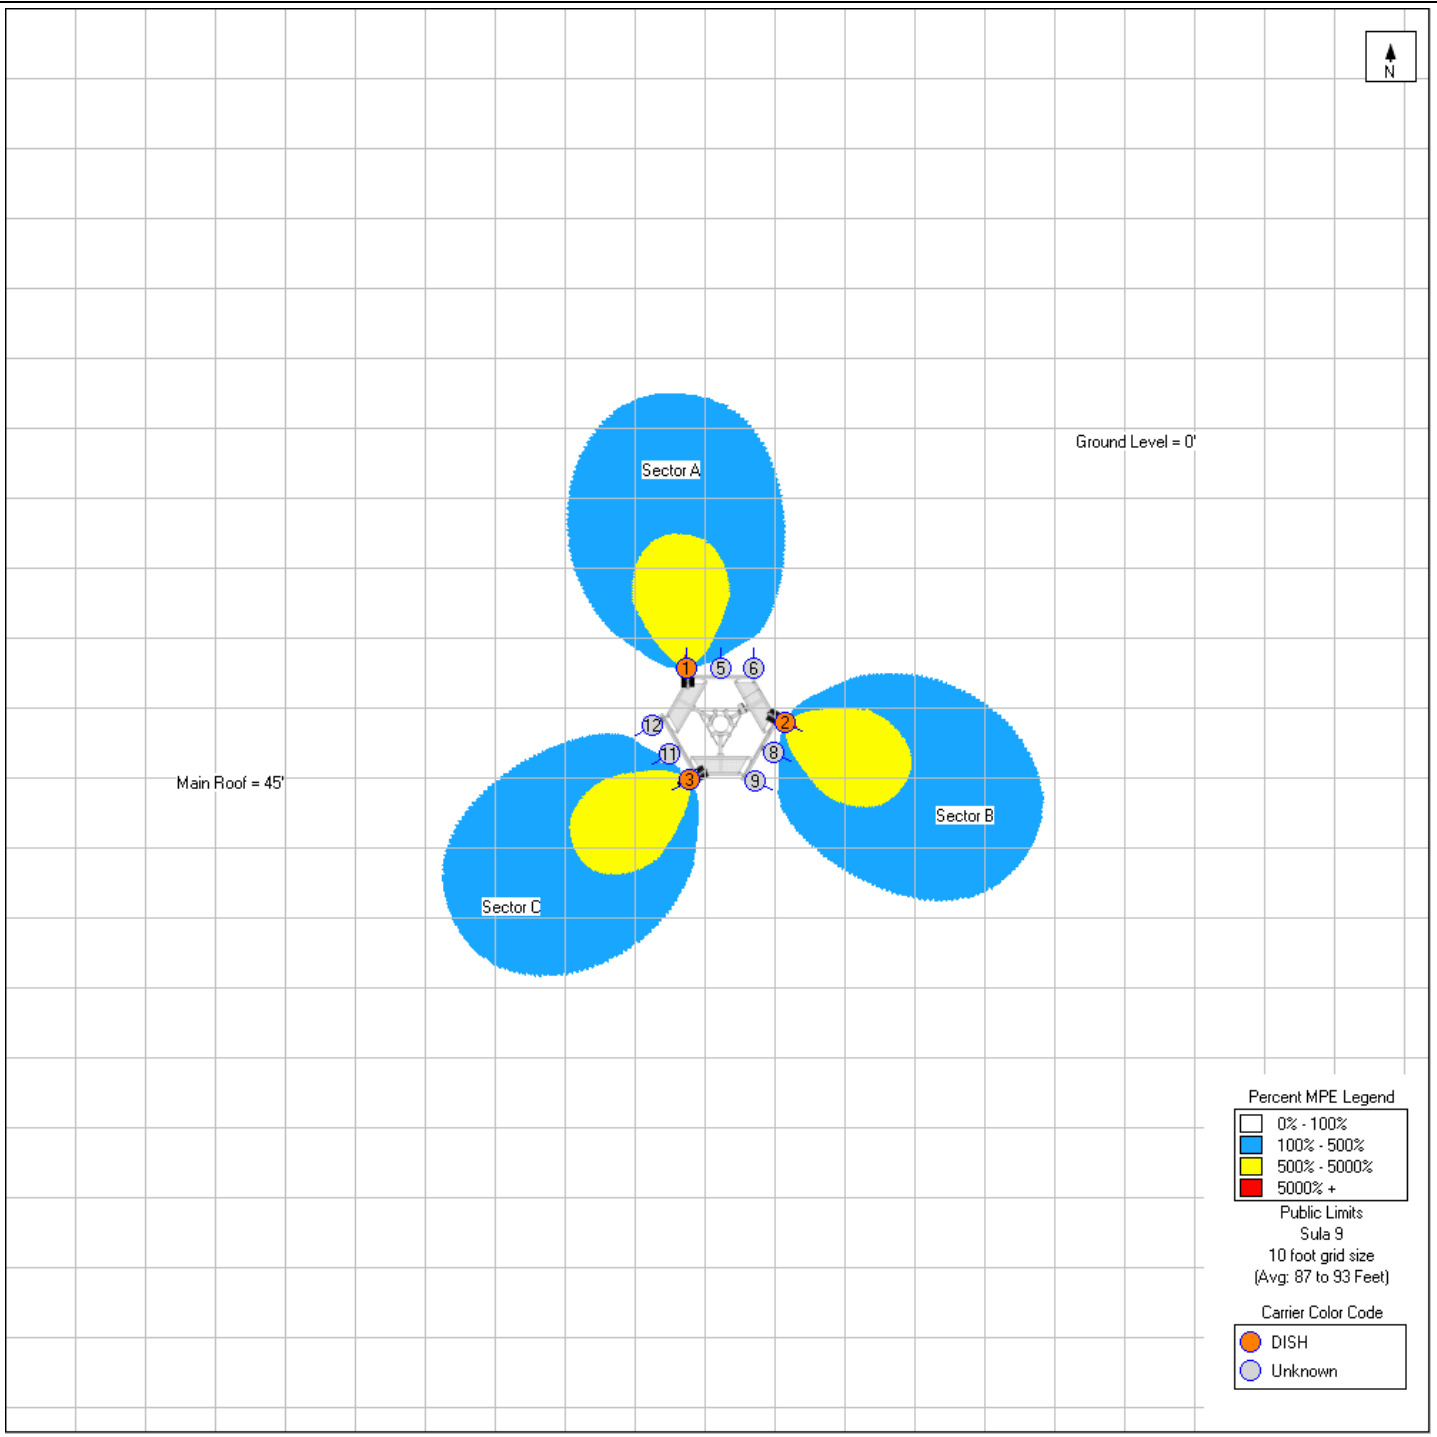 N
Ground Level = 0'
Sector A
1
5
6
2
12
8
11
3
9
Main Roof = 45'
Sector B
Sector C
Percent MPE Legend
0% - 100%
100% - 500%
500% - 5000%
5000% +
Public Limits
Sula 9
10 foot grid size
(Avg: 87 to 93 Feet)
Carrier Color Code
DISH
Unknown